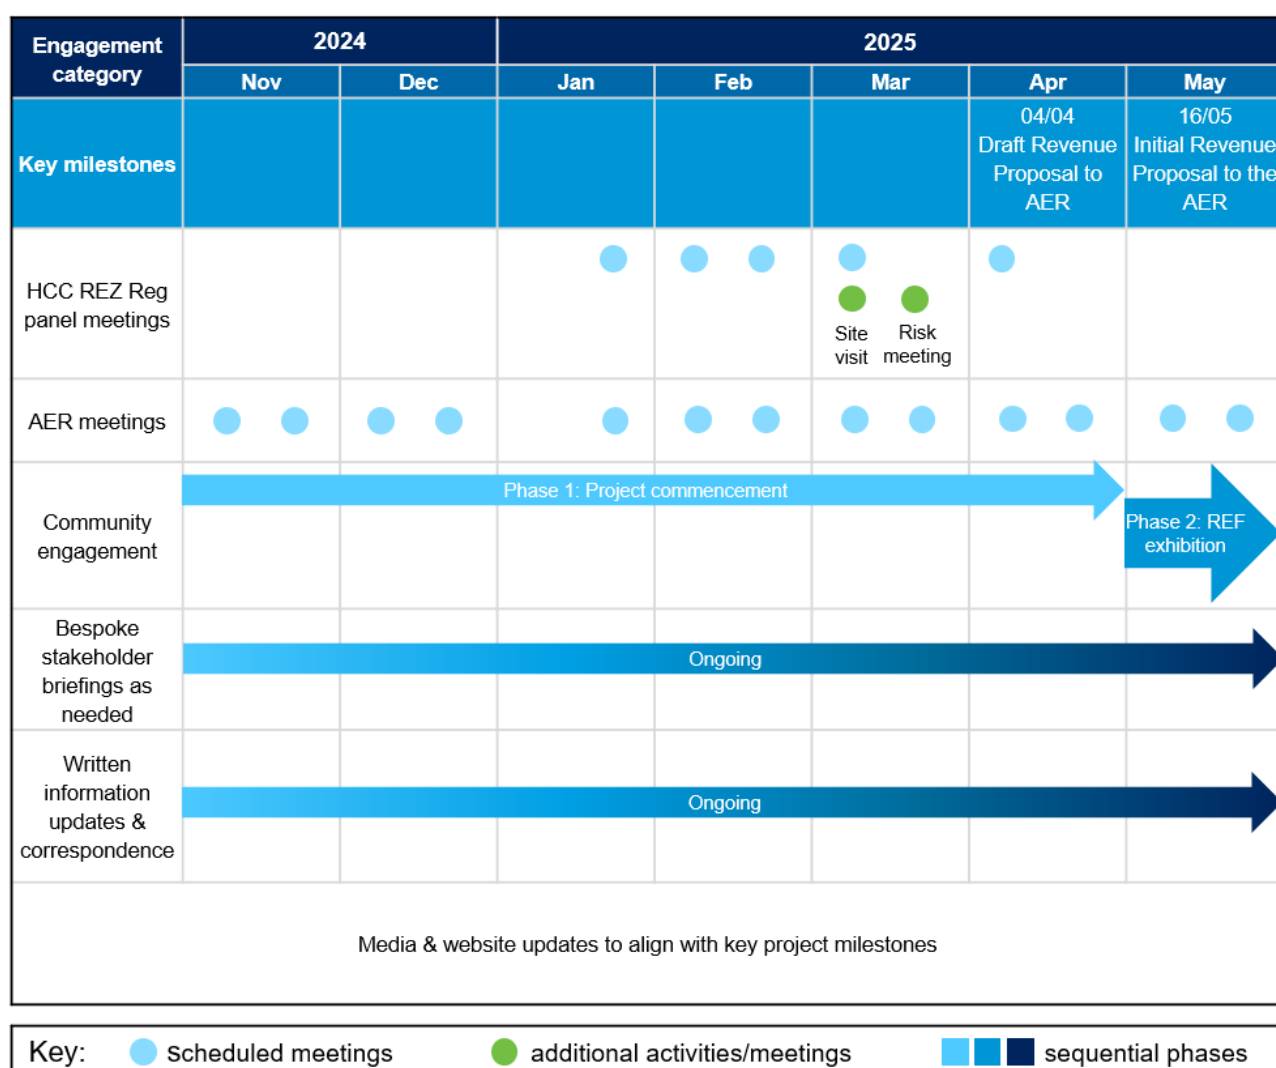 Engagement
category
2024
2025
Nov
Dec
Jan
Feb
Mar
Apr
May
Key milestones
04/04
Draft Revenue
Proposal to
AER
16/05
Initial Revenue
Proposal to the
AER
HCC REZ Reg
panel meetings
Site
visit
Risk
meeting
AER meetings
Community
engagement
Phase 1: Project commencement
Phase 2: REF
exhibition
Bespoke
stakeholder
briefings as
needed
Ongoing
Written
information
updates &
correspondence
Ongoing
Media & website updates to align with key project milestones
Key:
scheduled meetings
additional activities/meetings
sequential phases